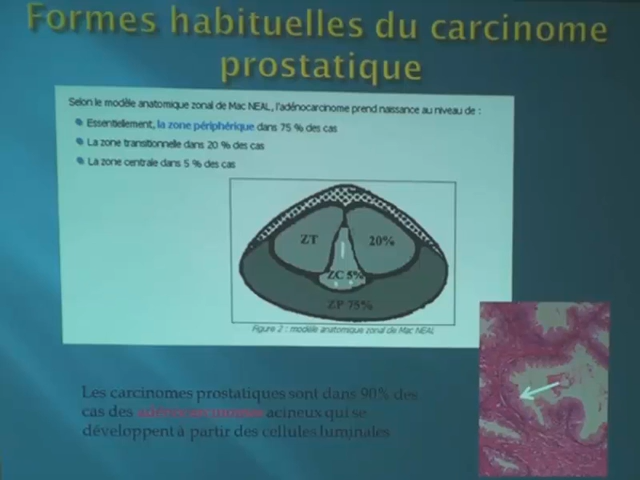 Formes habituelles du carcinome
prostatique
Selon le modèle anatomique zonal de Mac NEAL, l'adénocarcinome prend naissance au niveau de :
Essentiellement, la zone périphérique dans 75 % des cas
La zone transitionnelle dans 20 % des cas
La zone centrale dans 5 % des cas
ZT 20%
ZC 5%
ZP 75%
Figure 2 : modèle anatomique zonal de Mac NEAL
Les carcinomes prostatiques sont dans 90% des
cas des adénocarcinomes acineux qui se
développent à partir des cellules luminales